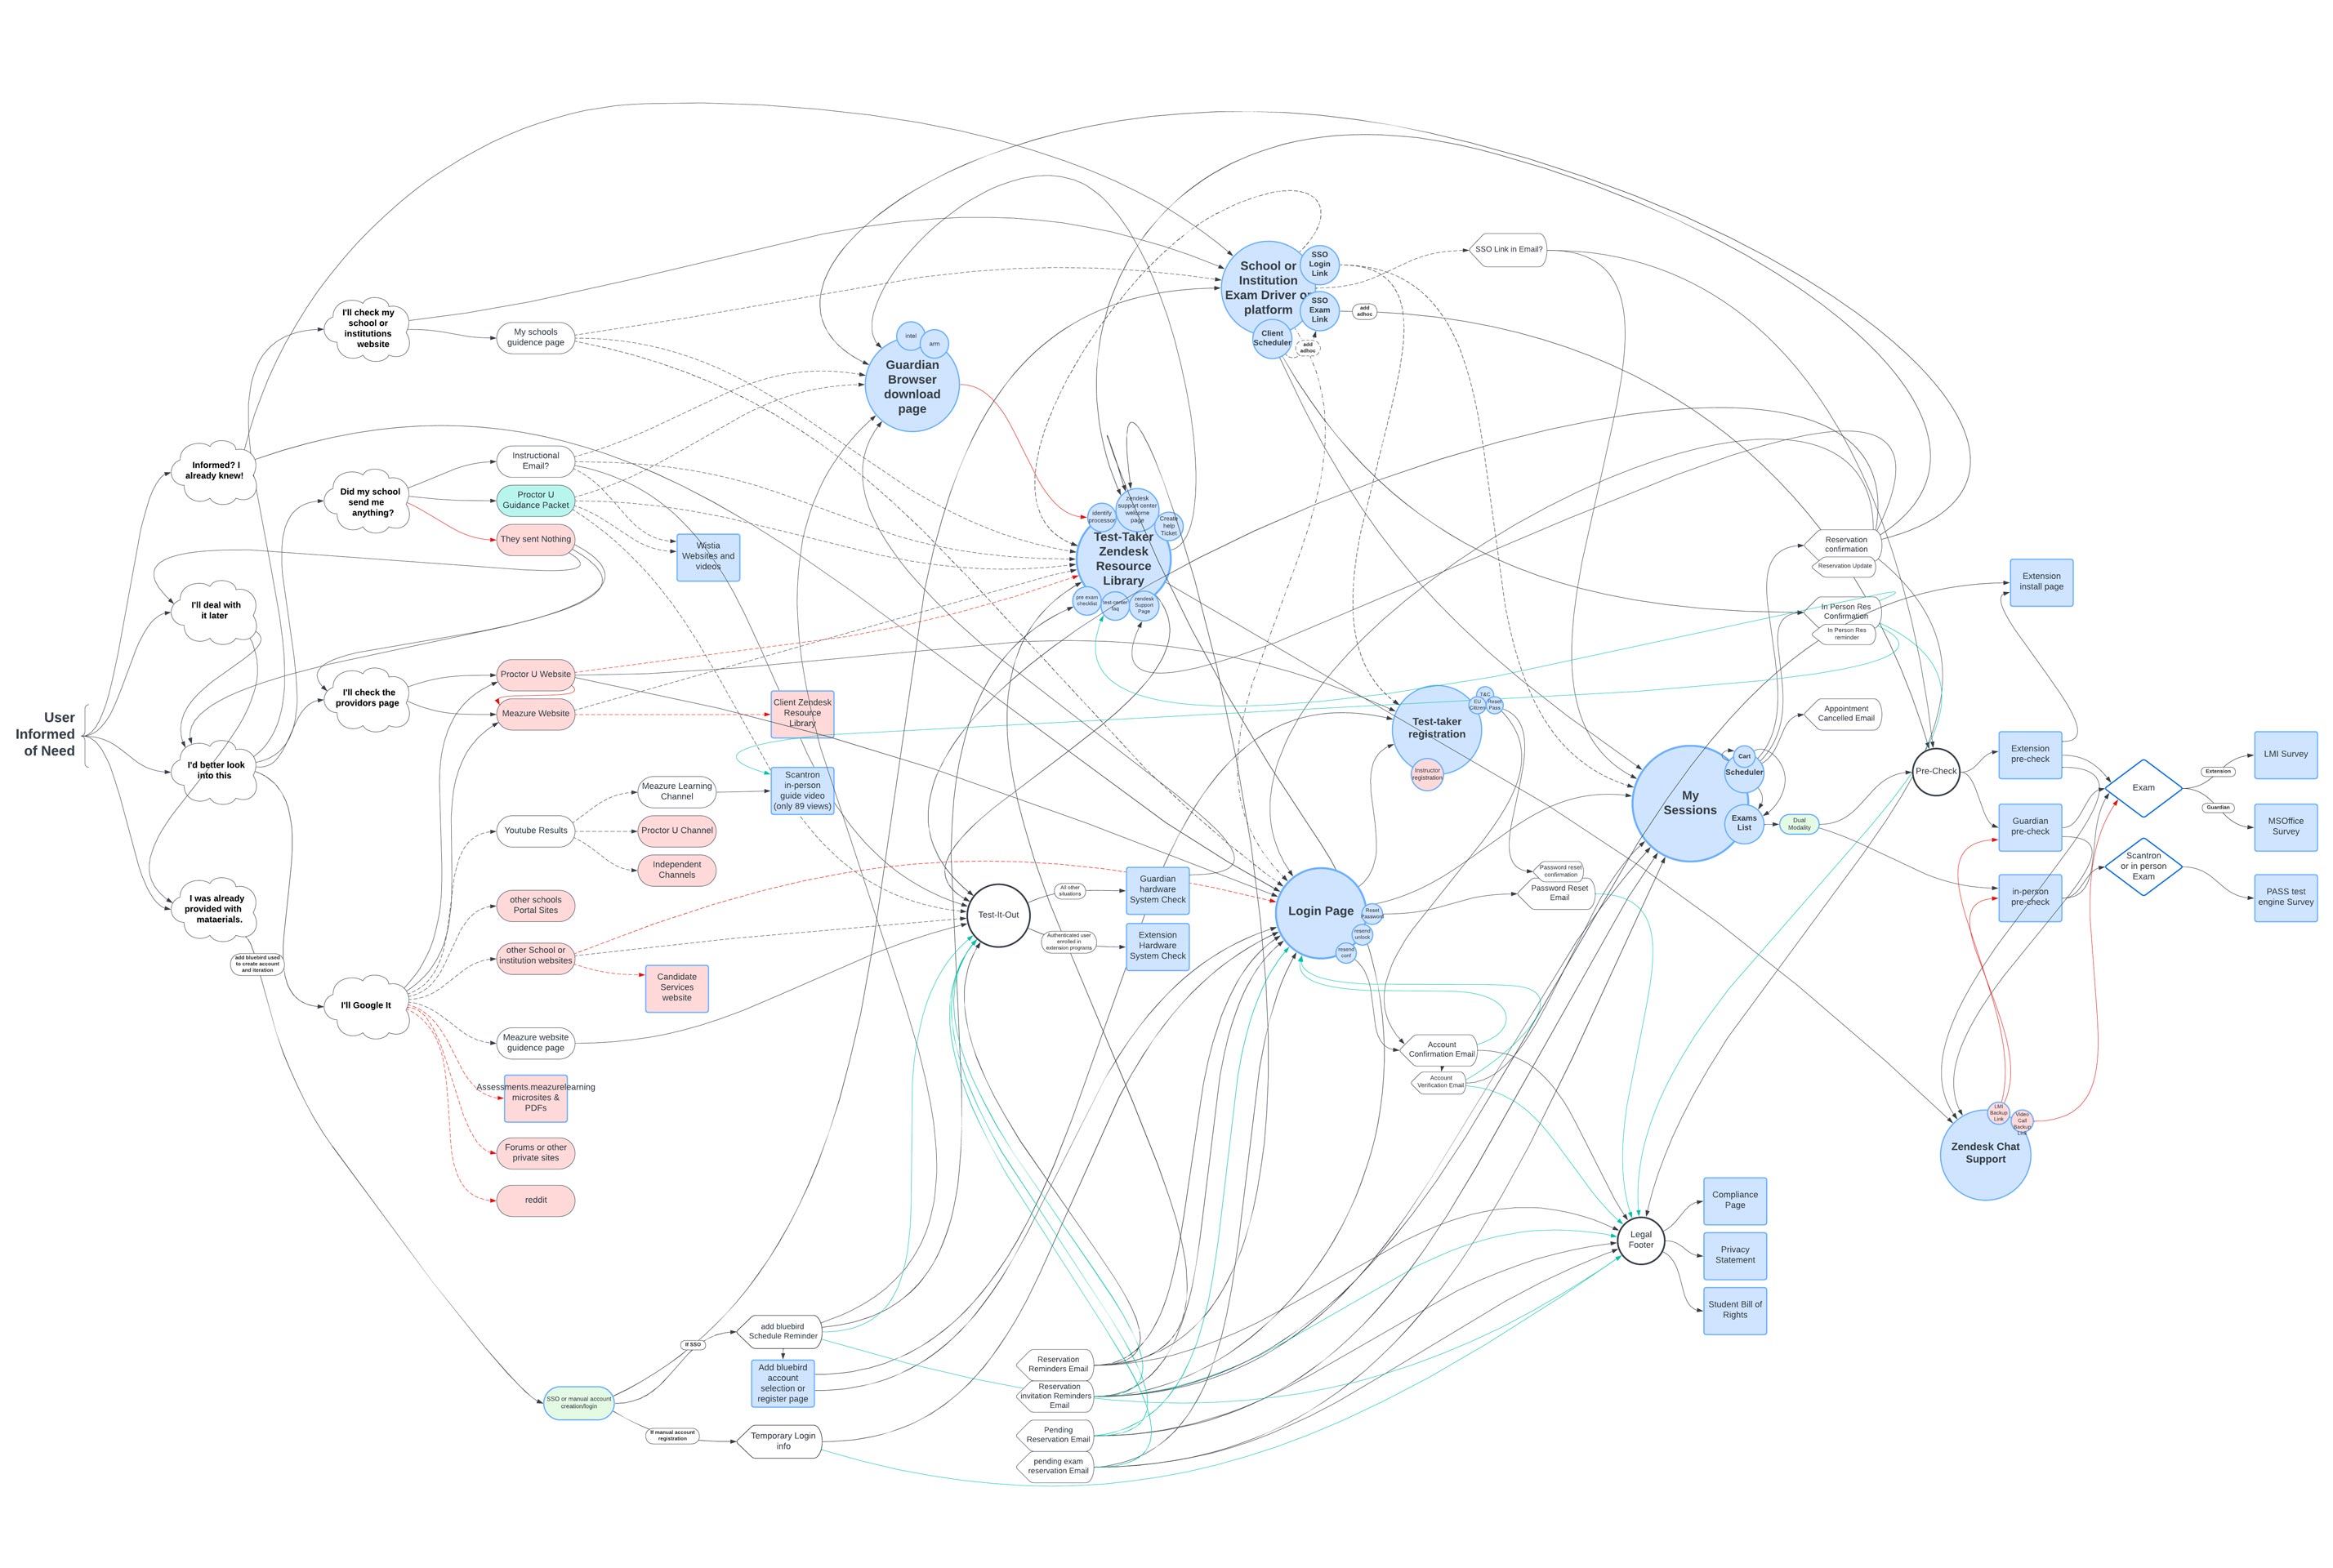 User
Informed
of Need
Informed? I
already knew!
I'll deal with
it later
I'd better look
into this
I was already
provided with
mataerials.
add bluebird used
to create account
and iteration
I'll check my
school or
institutions
website
Did my school
send me
anything?
I'll check the
providors page
I'll Google It
My schools
guidance page
Instructional
Email?
Proctor U
Guidance Packet
They sent Nothing
Proctor U Website
Meazure Website
Youtube Results
other schools
Portal Sites
other School or
institution websites
Meazure website
guidence page
Assessments.meazurelearning
microsites &
PDFs
Forums or other
private sites
reddit
SSO or manual account
creation/login
Wistia
Websites and
videos
Meazure Learning
Channel
Proctor U Channel
Independent
Channels
Candidate
Services
website
If SSO
If manual account
registration
Client Zendesk
Resource
Library
Scantron
in-person
guide video
(only 89 views)
add bluebird
Schedule Reminder
Add bluebird
account
selection or
register page
Temporary Login
info
intel
arm
Guardian
Browser
download
page
Test-It-Out
All other
situations
Authenticated user
enrolled in
extension programs
Reservation
Reminders Email
Reservation
invitation Reminders
Email
Pending
Reservation Email
pending exam
reservation Email
identify
processor
zendesk
support center
welcome
page
Create
help
Ticket
Test-Taker
Zendesk
Resource
Library
pre exam
checklist
test-center
faq
zendesk
Support
Page
Guardian
hardware
System Check
Extension
Hardware
System Check
School or
Institution
Exam Driver or
platform
SSO
Login
Link
SSO
Exam
Link
Client
Scheduler
add
adhoc
add
adhoc
SSO Link in Email?
Login Page
Reset
Password
resend
unlock
resend
conf
Test-taker
registration
T&C
EU
Citizen
Reset
Pass
Instructor
registration
Password reset
confirmation
Password Reset
Email
Account
Confirmation Email
Account
Verification Email
My
Sessions
Cart
Scheduler
Exams
List
Dual
Modality
Reservation
confirmation
Reservation Update
In Person Res
Confirmation
In Person Res
reminder
Appointment
Cancelled Email
Legal
Footer
Compliance
Page
Privacy
Statement
Student Bill of
Rights
Pre-Check
Extension
install page
Extension
pre-check
Guardian
pre-check
in-person
pre-check
LMI
Backup
Link
Video
Call
Backup
Link
Zendesk Chat
Support
Exam
Scantron
or in person
Exam
Extension
Guardian
LMI Survey
MSOffice
Survey
PASS test
engine Survey